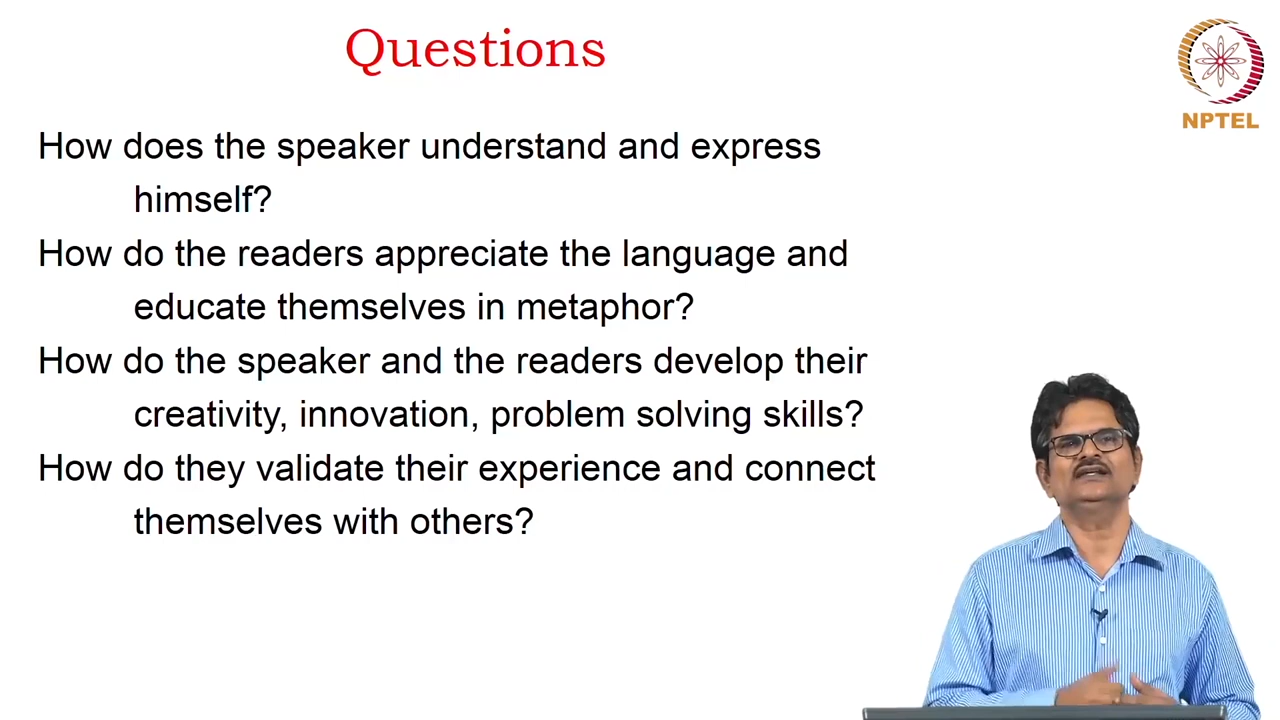 Questions
NPTEL
How does the speaker understand and express
himself?
How do the readers appreciate the language and
educate themselves in metaphor?
How do the speaker and the readers develop their
creativity, innovation, problem solving skills?
How do they validate their experience and connect
themselves with others?